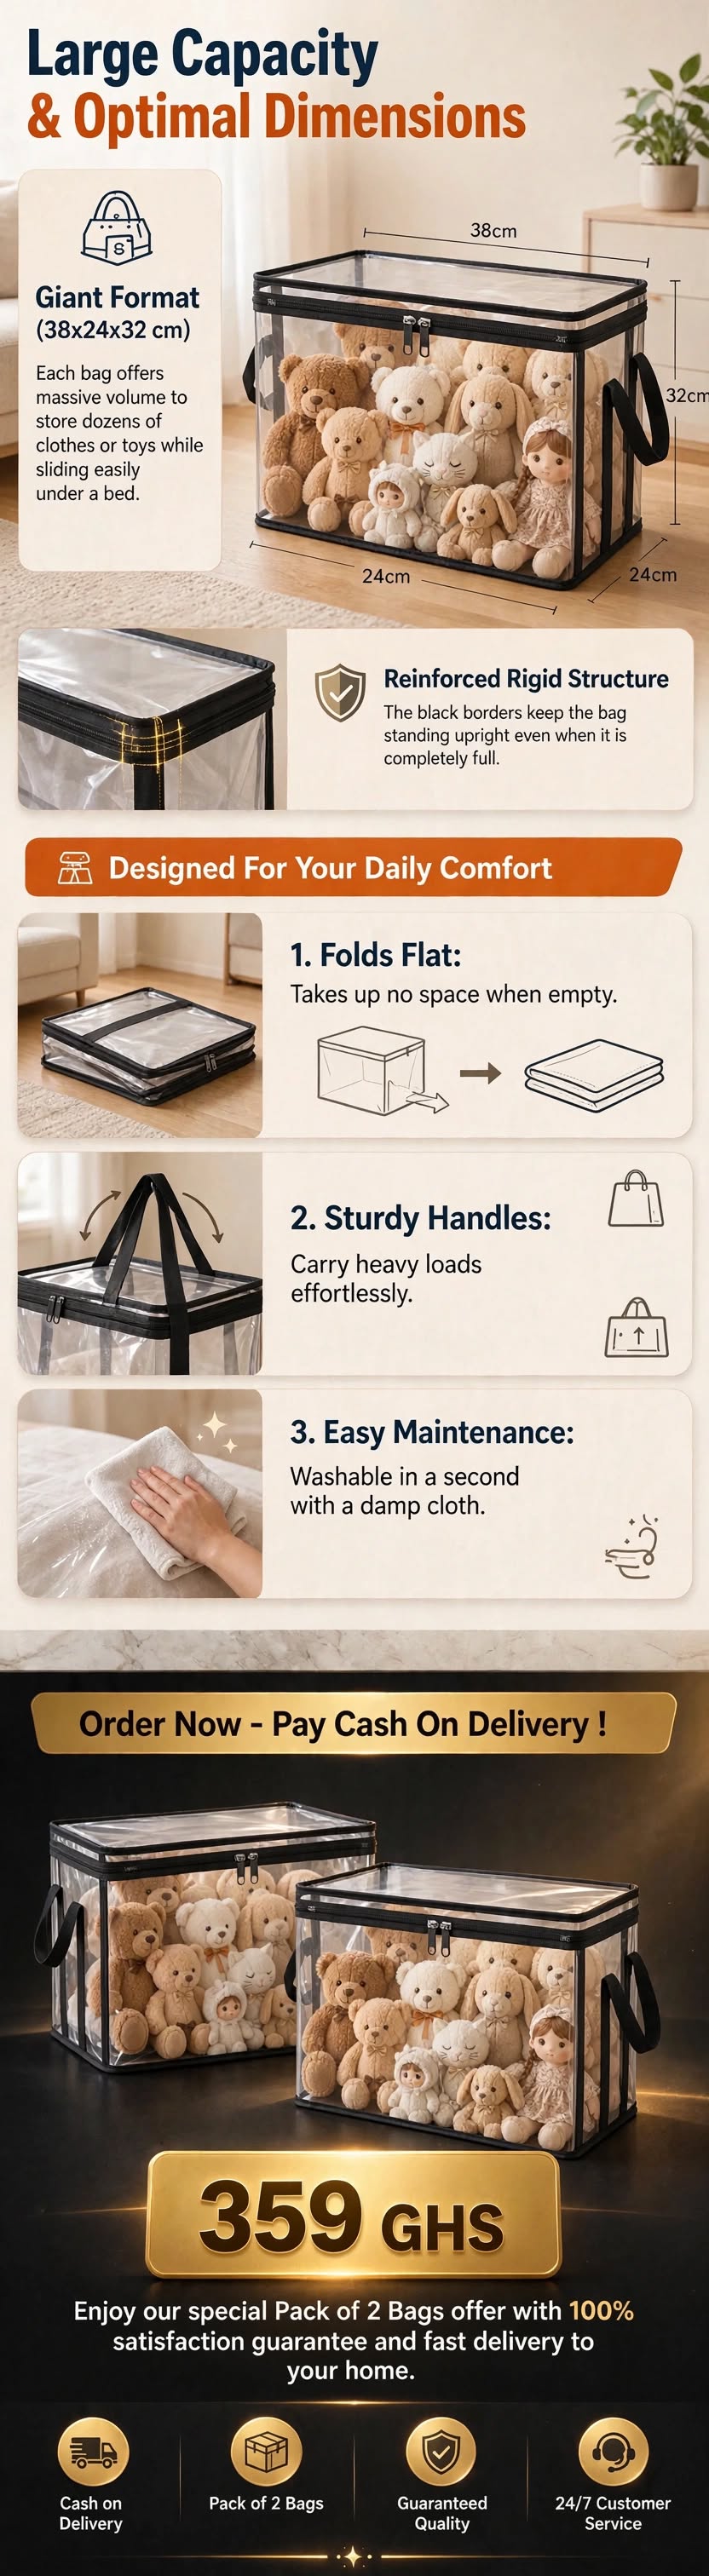 Large Capacity
& Optimal Dimensions
Giant Format
(38x24x32 cm)
Each bag offers
massive volume to
store dozens of
clothes or toys while
sliding easily
under a bed.
38cm
32cm
24cm
24cm
Reinforced Rigid Structure
The black borders keep the bag
standing upright even when it is
completely full.
Designed For Your Daily Comfort
1. Folds Flat:
Takes up no space when empty.
2. Sturdy Handles:
Carry heavy loads
effortlessly.
3. Easy Maintenance:
Washable in a second
with a damp cloth.
Order Now - Pay Cash On Delivery !
359 GHS
Enjoy our special Pack of 2 Bags offer with 100%
satisfaction guarantee and fast delivery to
your home.
Cash on
Delivery
Pack of 2 Bags
Guaranteed
Quality
24/7 Customer
Service